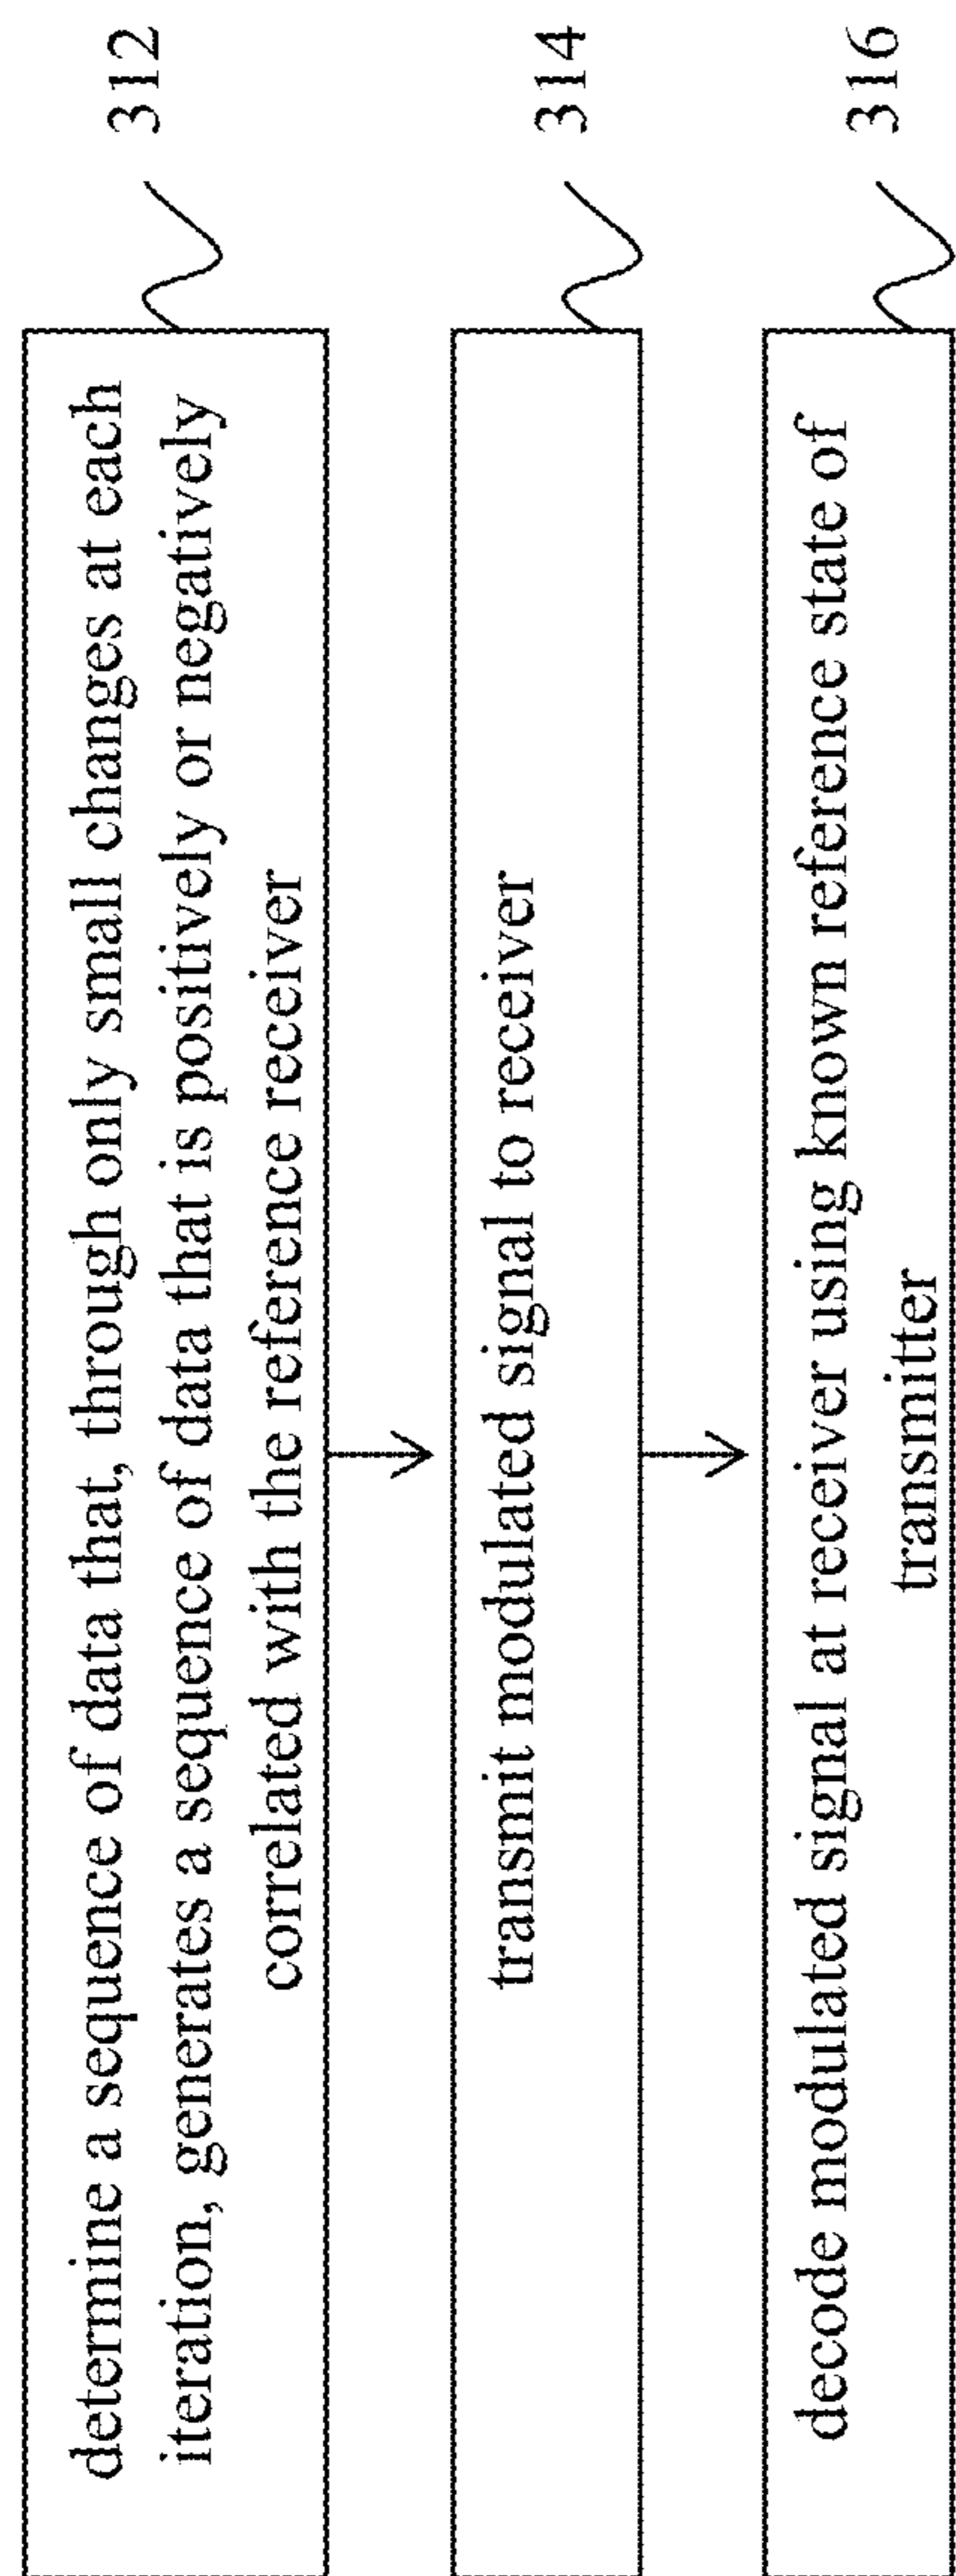 determine a sequence of data that, through only small changes at each
iteration, generates a sequence of data that is positively or negatively
correlated with the reference receiver
312
transmit modulated signal to receiver
314
decode modulated signal at receiver using known reference state of
transmitter
316